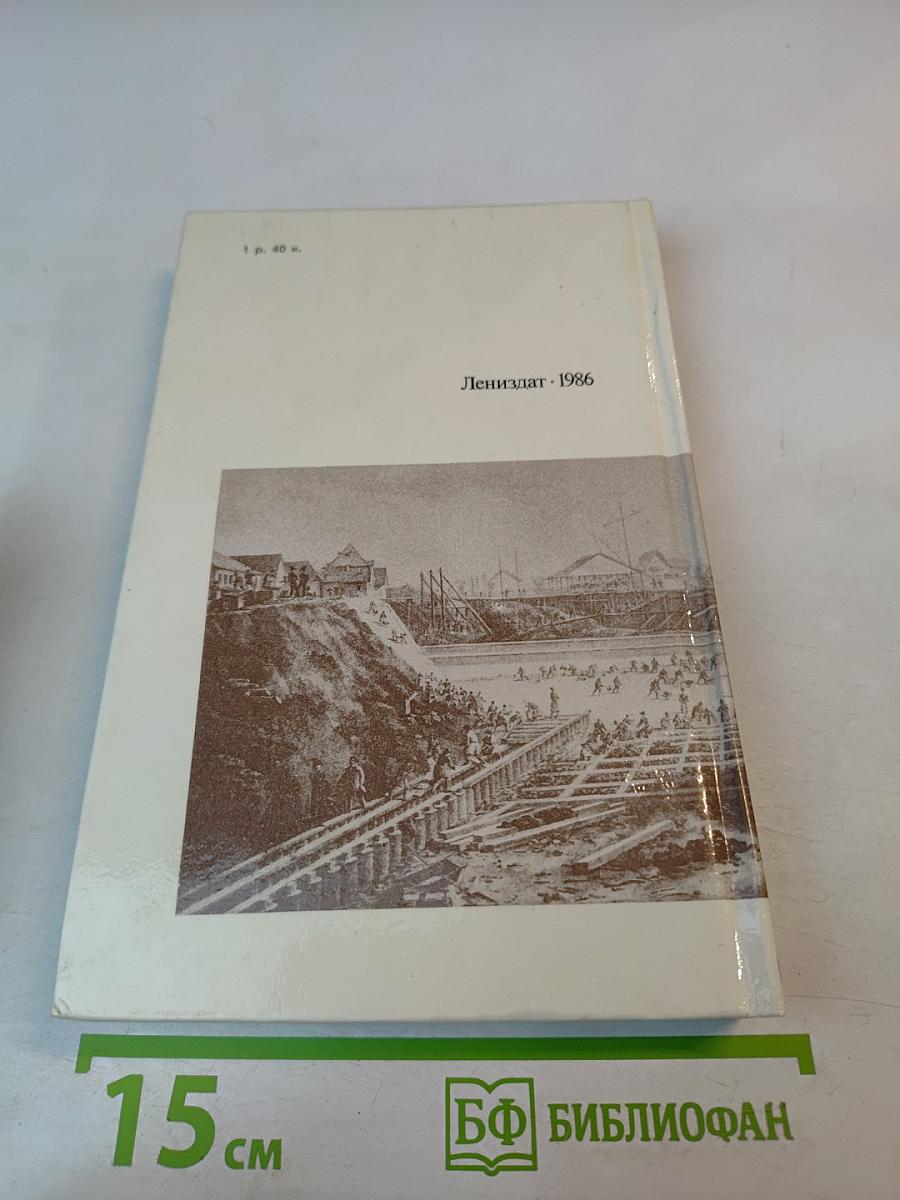 1 р. 40 к.
Лениздат · 1986
15 см
БФ БИБЛИОФАН